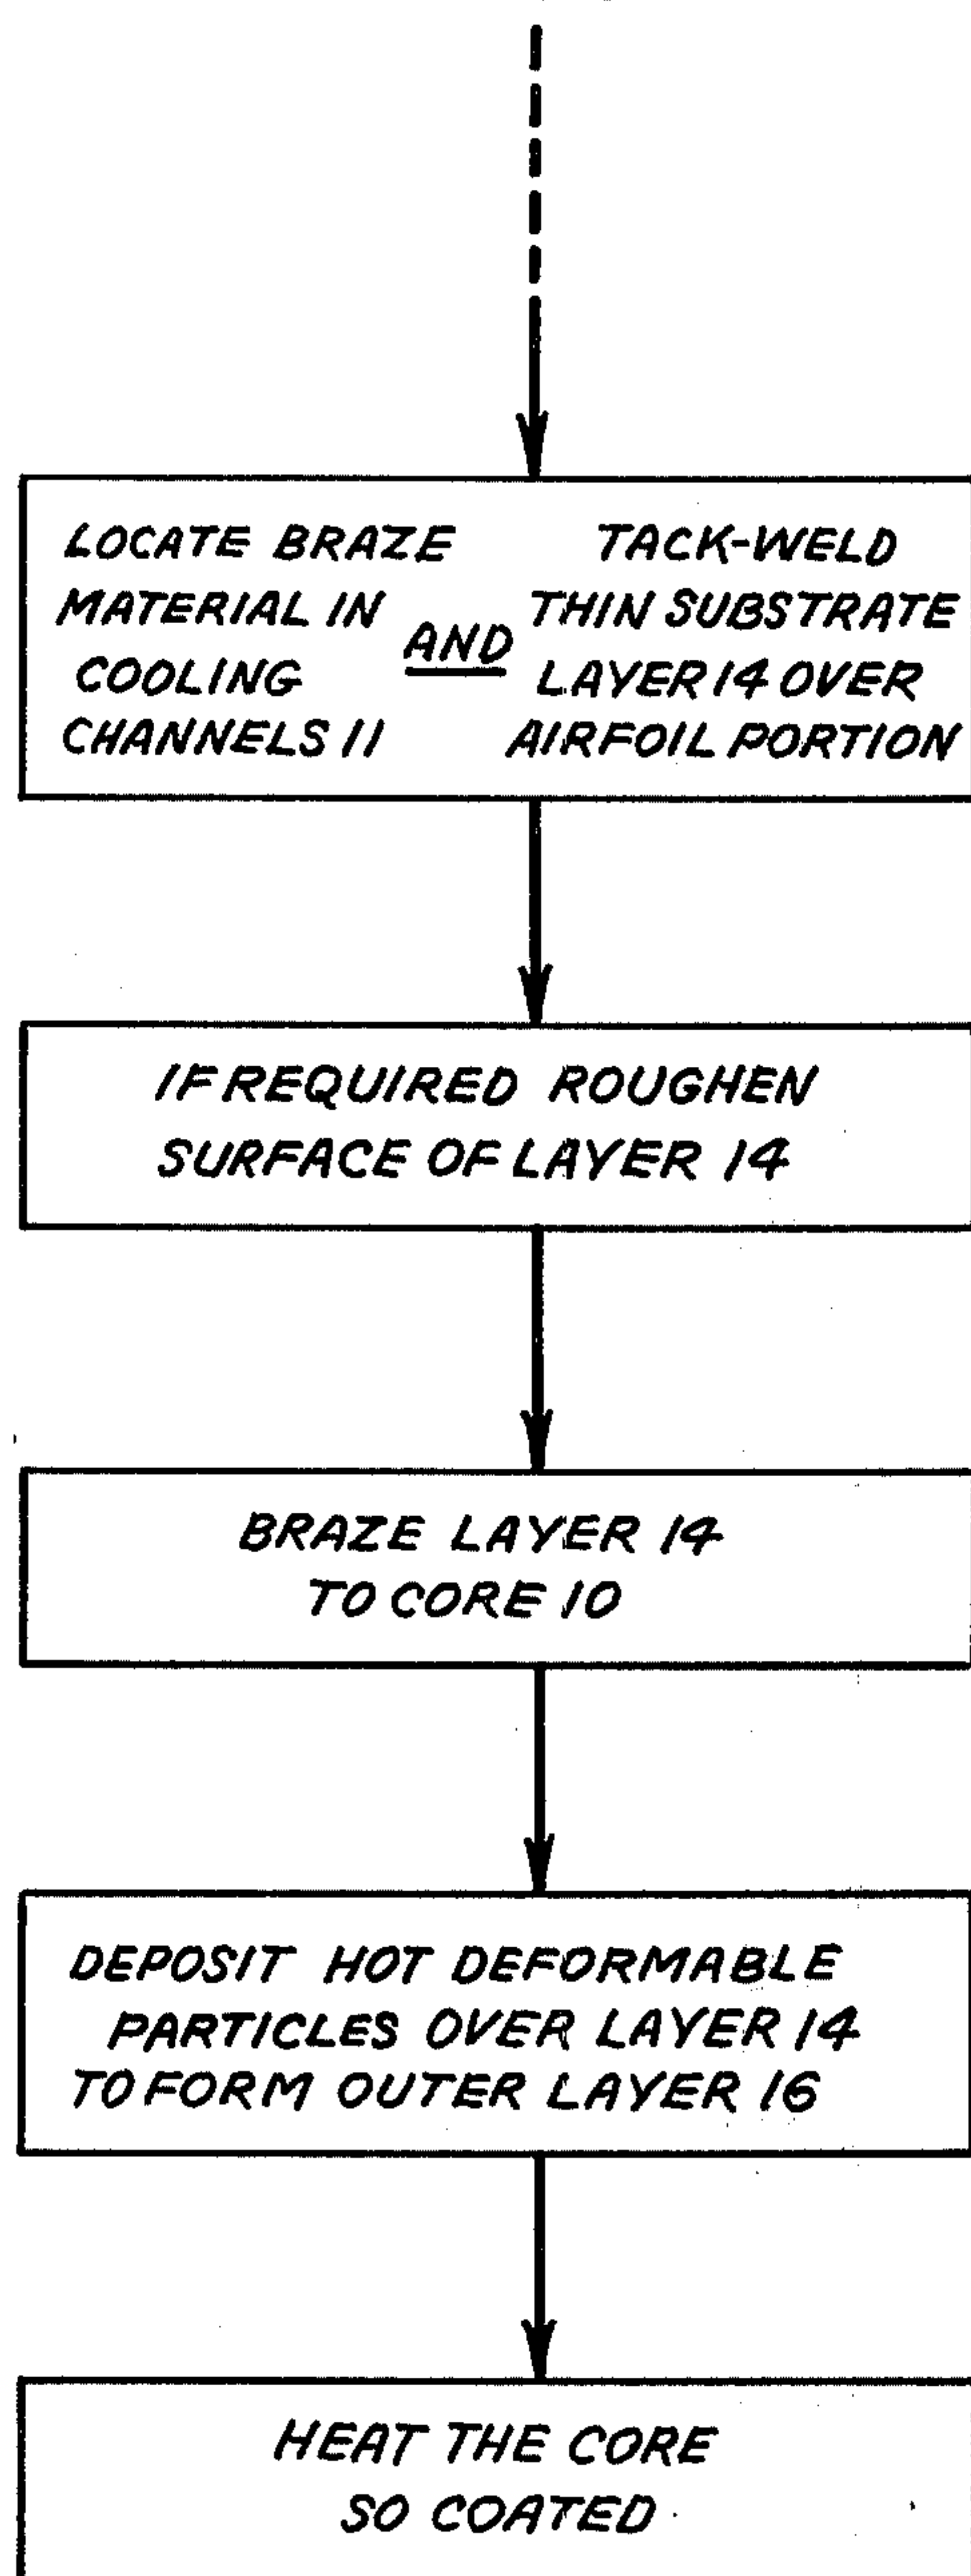 LOCATE BRAZE
MATERIAL IN
COOLING
CHANNELS 11
AND
TACK-WELD
THIN SUBSTRATE
LAYER 14 OVER
AIRFOIL PORTION
IF REQUIRED ROUGHEN
SURFACE OF LAYER 14
BRAZE LAYER 14
TO CORE 10
DEPOSIT HOT DEFORMABLE
PARTICLES OVER LAYER 14
TO FORM OUTER LAYER 16
HEAT THE CORE
SO COATED